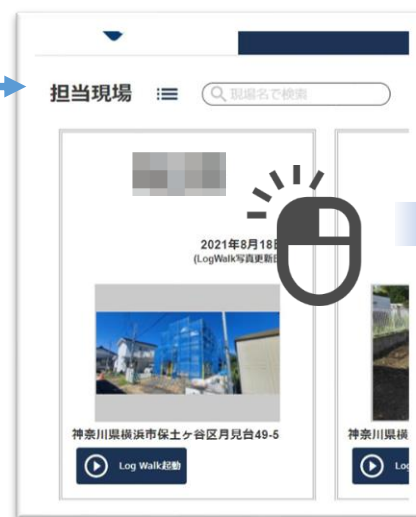 担当現場
現場名で検索
2021年8月18日
(LogWalk写真更新日
神奈川県横浜市保土ヶ谷区月見台49-5
神奈川県横
Log Walk起動
Lo